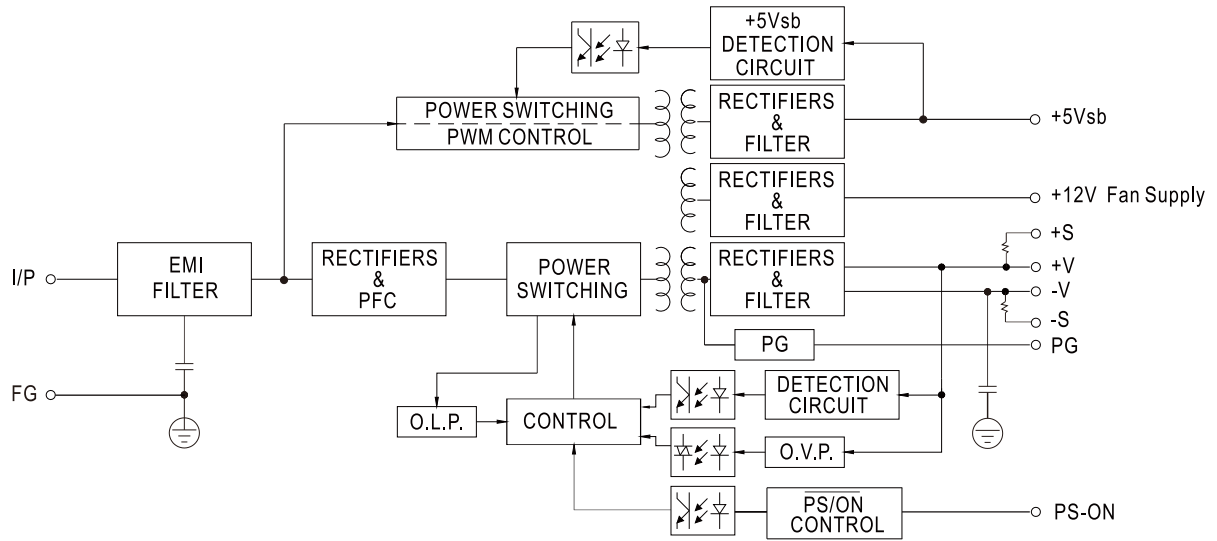 +5Vsb
DETECTION
CIRCUIT
POWER SWITCHING
PWM CONTROL
RECTIFIERS
&
FILTER
+5Vsb
RECTIFIERS
&
FILTER
+12V Fan Supply
+S
I/P
EMI
FILTER
RECTIFIERS
&
PFC
POWER
SWITCHING
RECTIFIERS
&
FILTER
+V
-V
-S
PG
PG
FG
O.L.P.
CONTROL
DETECTION
CIRCUIT
O.V.P.
PS/ON
CONTROL
PS-ON